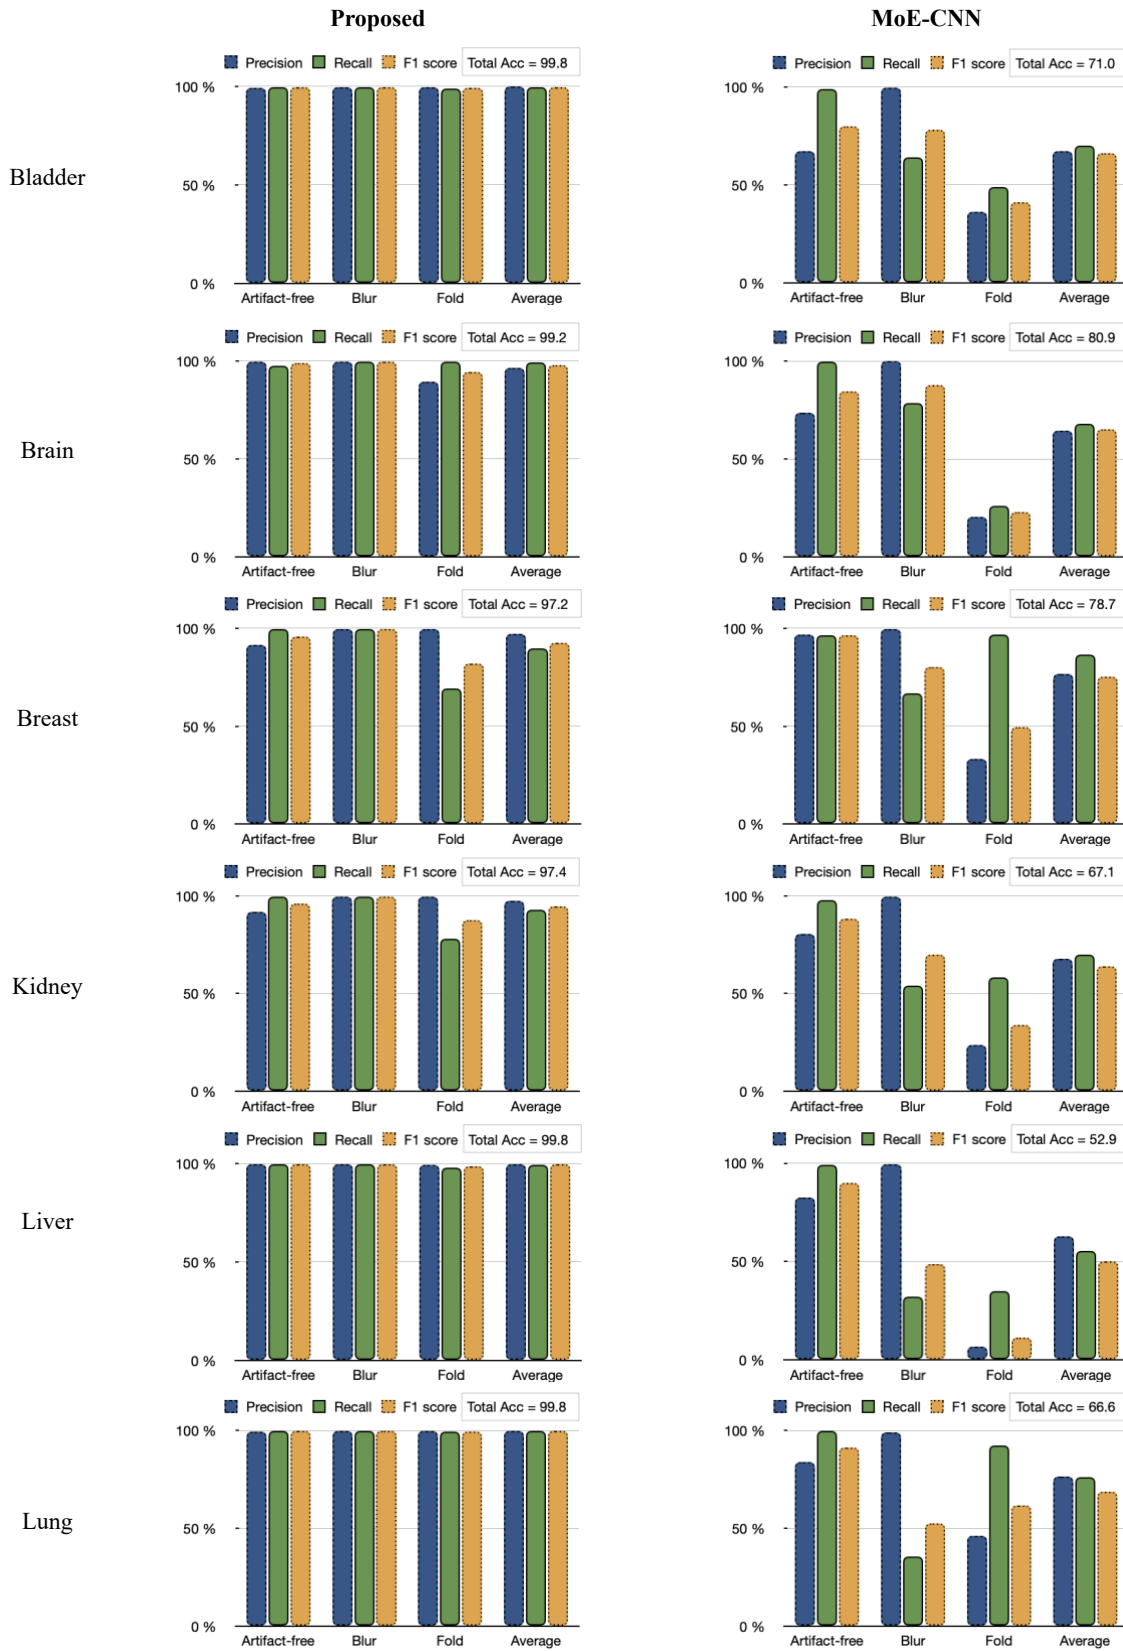 Proposed MoE-CNN
Precision Recall F1 score Total Acc = 99.8 Precision Recall F1 score Total Acc = 71.0
100 % 100 %
Bladder
50 % 50 %
0 % 0 %
Artifact-free Blur Fold Average Artifact-free Blur Fold Average
Precision Recall F1 score Total Acc = 99.2 Precision Recall F1 score Total Acc = 80.9
100 % 100 %
Brain
50 % 50 %
0 % 0 %
Artifact-free Blur Fold Average Artifact-free Blur Fold Average
Precision Recall F1 score Total Acc = 97.2 Precision Recall F1 score Total Acc = 78.7
100 % 100 %
Breast
50 % 50 %
0 % 0 %
Artifact-free Blur Fold Average Artifact-free Blur Fold Average
Precision Recall F1 score Total Acc = 97.4 Precision Recall F1 score Total Acc = 67.1
100 % 100 %
Kidney
50 % 50 %
0 % 0 %
Artifact-free Blur Fold Average Artifact-free Blur Fold Average
Precision Recall F1 score Total Acc = 99.8 Precision Recall F1 score Total Acc = 52.9
100 % 100 %
Liver
50 % 50 %
0 % 0 %
Artifact-free Blur Fold Average Artifact-free Blur Fold Average
Precision Recall F1 score Total Acc = 99.8 Precision Recall F1 score Total Acc = 66.6
100 % 100 %
Lung
50 % 50 %
0 % 0 %
Artifact-free Blur Fold Average Artifact-free Blur Fold Average